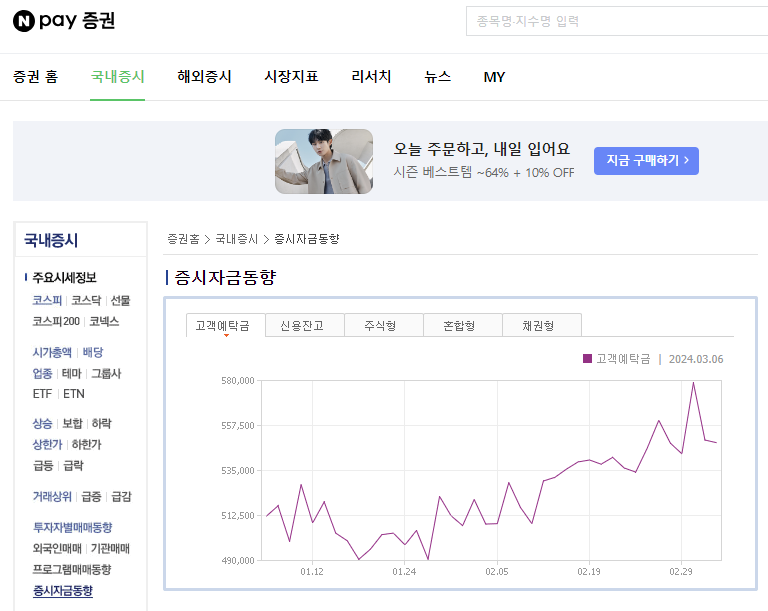 N pay 증권
종목명·지수명 입력
증권 홈 국내증시 해외증시 시장지표 리서치 뉴스 MY
오늘 주문하고, 내일 입어요
시즌 베스트템 ~64% + 10% OFF
지금 구매하기 >
국내증시
주요시세정보
코스피 | 코스닥 | 선물
코스피200 | 코넥스
시가총액 | 배당
업종 | 테마 | 그룹사
ETF | ETN
상승 | 보합 | 하락
상한가 | 하한가
급등 | 급락
거래상위 | 급증 | 급감
투자자별매매동향
외국인매매 | 기관매매
프로그램매매동향
증시자금동향
증권홈 > 국내증시 > 증시자금동향
증시자금동향
고객예탁금 신용잔고 주식형 혼합형 채권형
고객예탁금 | 2024.03.06
580,000
557,500
535,000
512,500
490,000
01.12 01.24 02.05 02.19 02.29